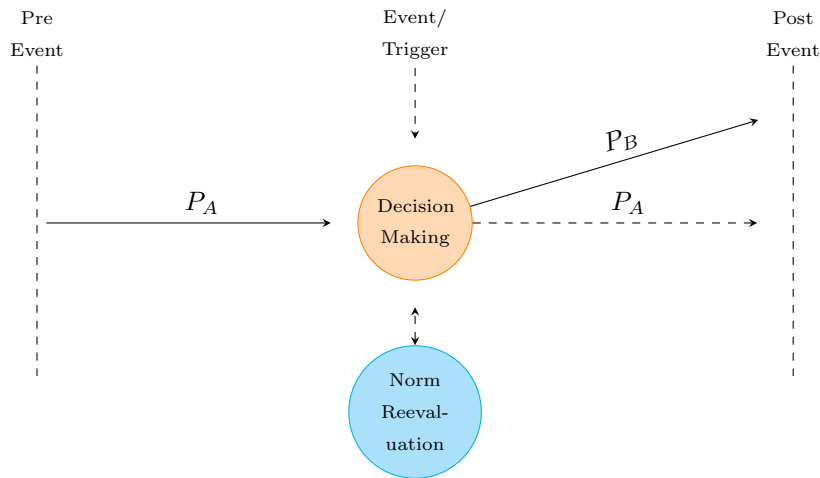 Pre
Event
Event/
Trigger
Post
Event
P_B
P_A
Decision
Making
P_A
Norm
Reeval-
uation